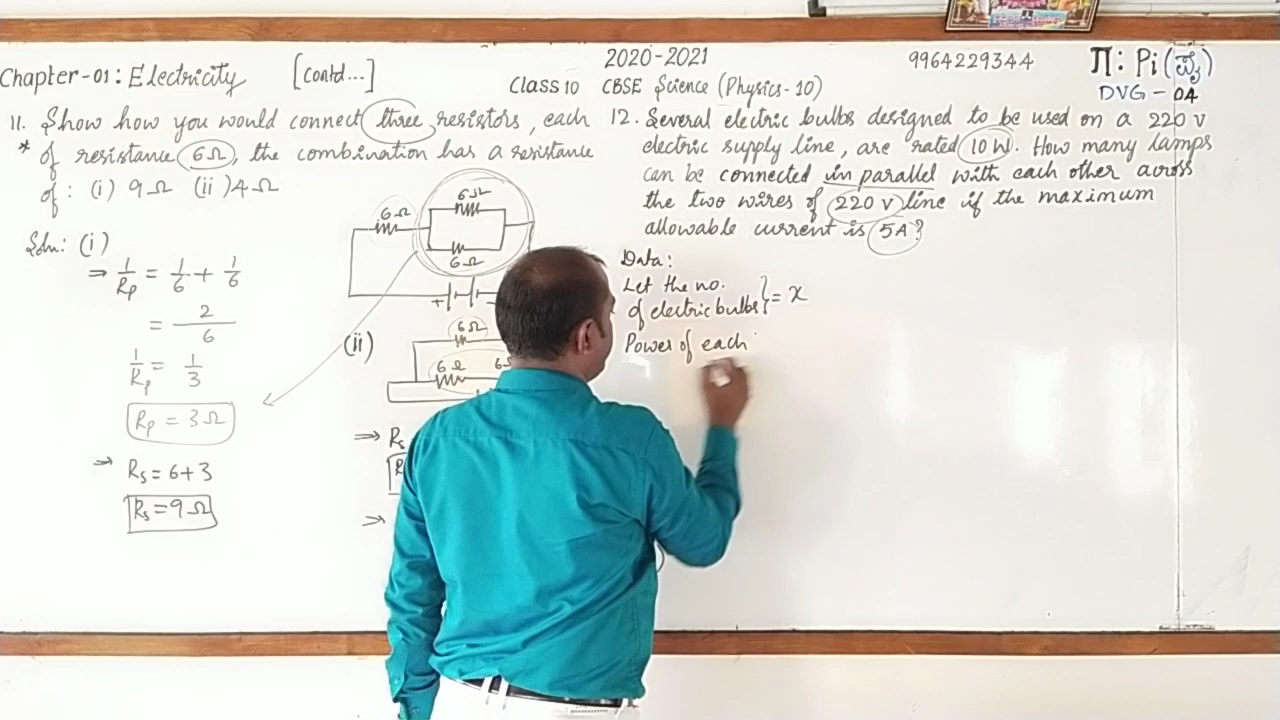 2020-2021
9964229344
Π: Pi (ಪೈ)
Chapter-01: Electricity [Contd...]
Class 10 CBSE Science (Physics-10)
DVG-04
11. Show how you would connect three resistors, each
* of resistance 6Ω, the combination has a resistance
of: (i) 9Ω (ii) 4Ω
Soln: (i)
⇒ 1/Rp = 1/6 + 1/6
= 2/6
1/Rp = 1/3
Rp = 3Ω
⇒ Rs = 6+3
Rs = 9Ω
6Ω
6Ω
6Ω
+ -
(ii)
6Ω
6Ω 6Ω
⇒ Rs
⇒
12. Several electric bulbs designed to be used on a 220 v
electric supply line, are rated 10 W. How many lamps
can be connected in parallel with each other across
the two wires of 220 v line if the maximum
allowable current is 5A?
Data:
Let the no.
of electric bulbs } = x
Power of each